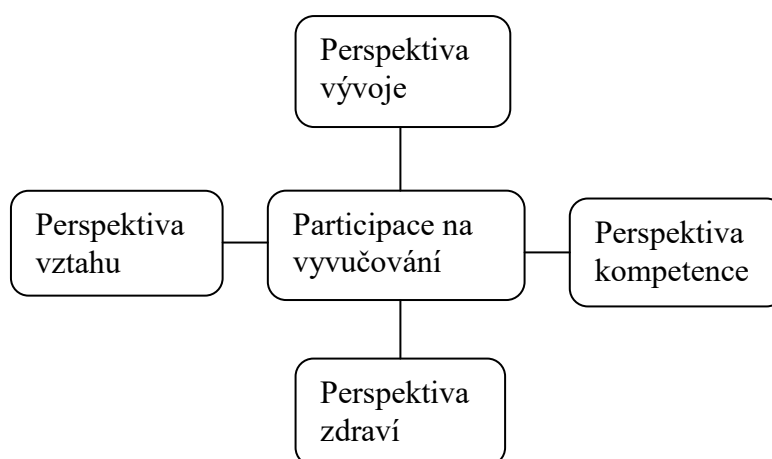 Perspektiva
vývoje
Perspektiva
vztahu
Participace na
vyvučování
Perspektiva
kompetence
Perspektiva
zdraví